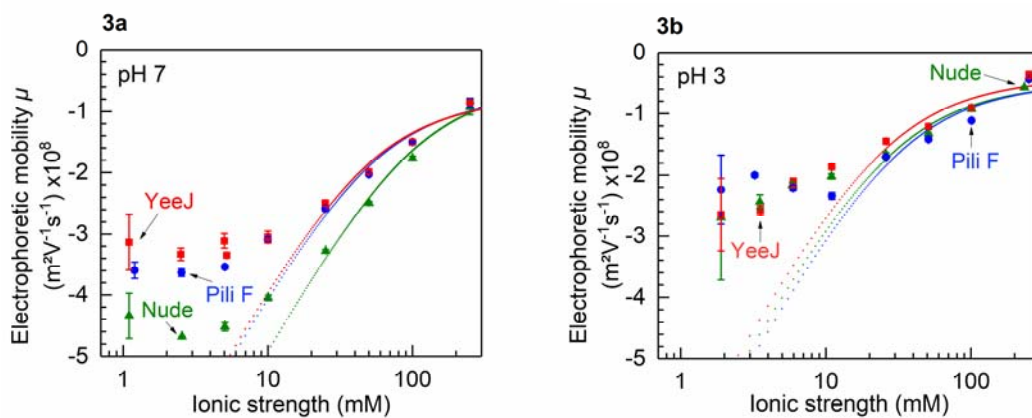 3a
0
-1
-2
-3
-4
-5
Electrophoretic mobility µ
(m²V⁻¹s⁻¹) x10⁸
pH 7
YeeJ
Pili F
Nude
1
10
100
Ionic strength (mM)
3b
0
-1
-2
-3
-4
-5
Electrophoretic mobility µ
(m²V⁻¹s⁻¹) x10⁸
pH 3
Nude
Pili F
YeeJ
1
10
100
Ionic strength (mM)